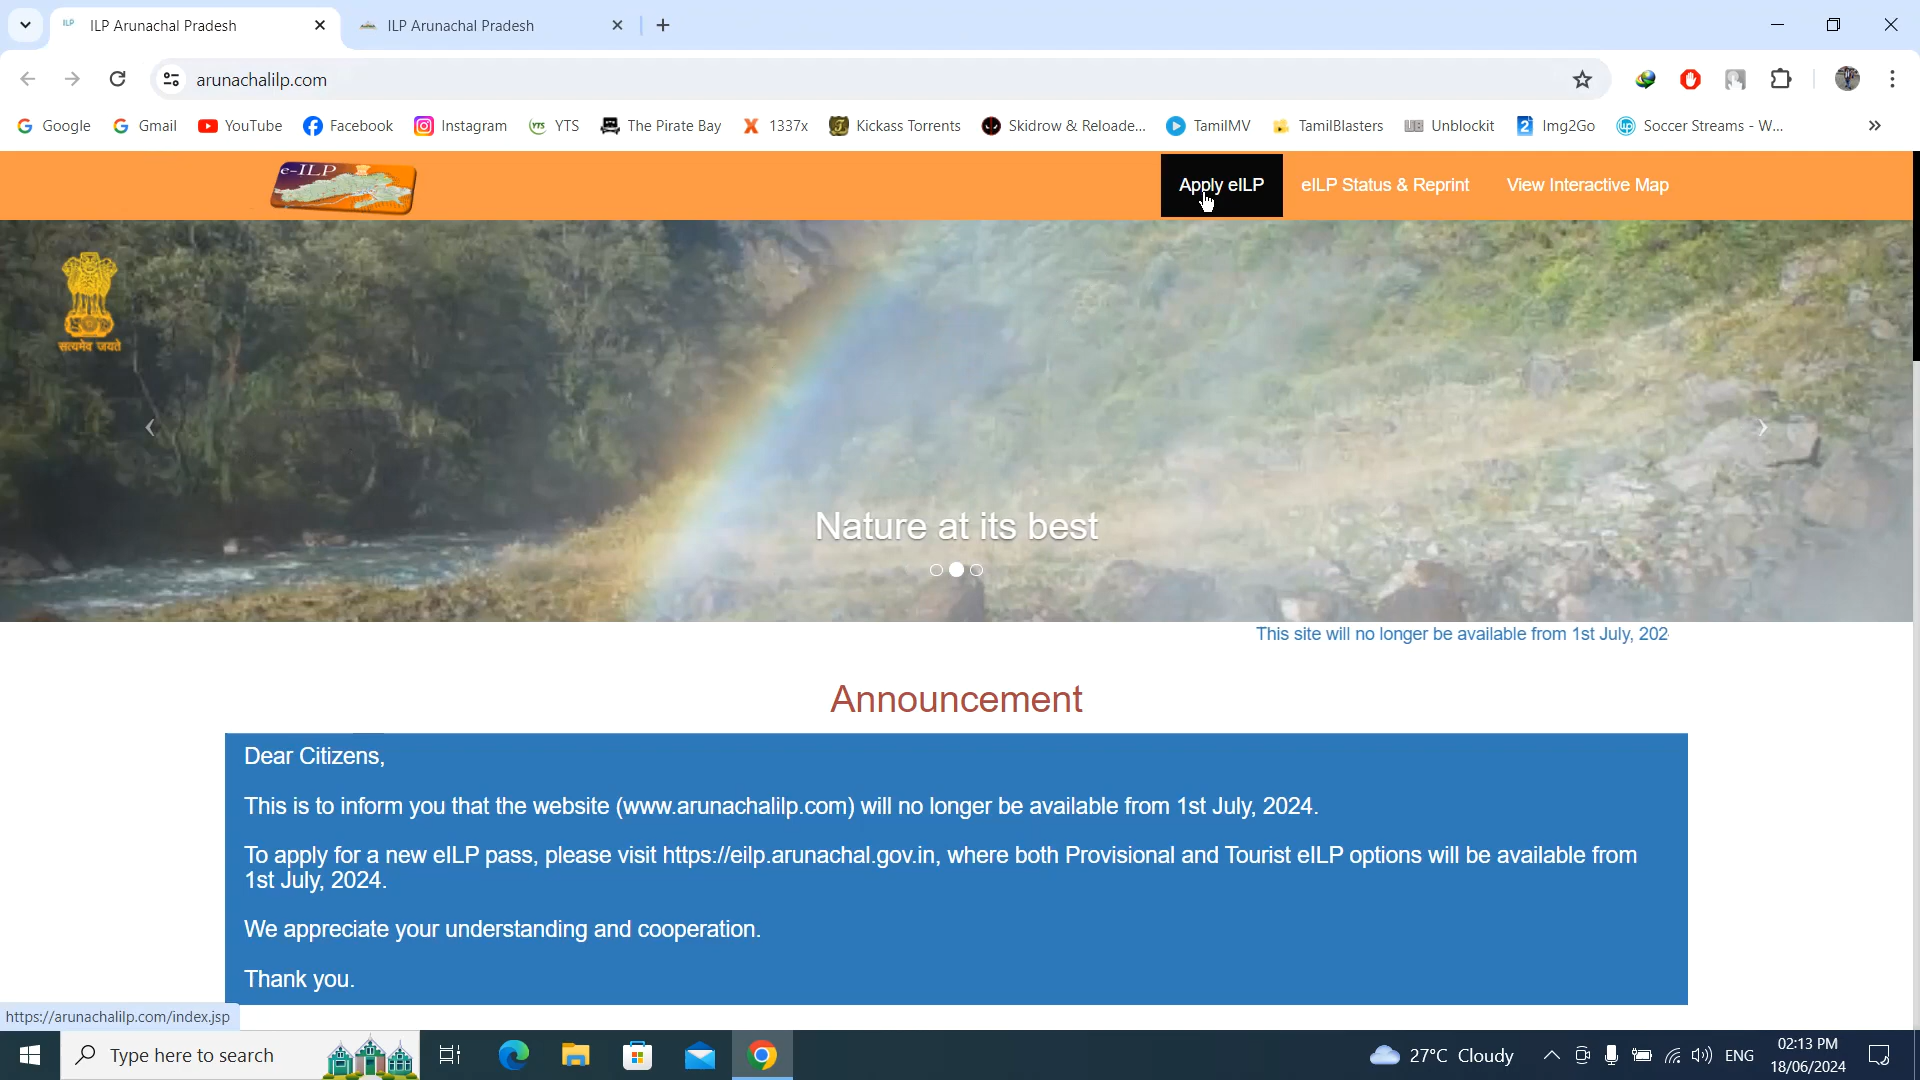 ILP ILP Arunachal Pradesh
ILP Arunachal Pradesh
arunachalilp.com
Google Gmail YouTube Facebook Instagram YTS The Pirate Bay 1337x Kickass Torrents Skidrow & Reloade... TamilMV TamilBlasters Unblockit Img2Go Soccer Streams - W...
e-ILP
Apply eILP eILP Status & Reprint View Interactive Map
सत्यमेव जयते
Nature at its best
This site will no longer be available from 1st July, 202
Announcement
Dear Citizens,
This is to inform you that the website (www.arunachalilp.com) will no longer be available from 1st July, 2024.
To apply for a new eILP pass, please visit https://eilp.arunachal.gov.in, where both Provisional and Tourist eILP options will be available from
1st July, 2024.
We appreciate your understanding and cooperation.
Thank you.
https://arunachalilp.com/index.jsp
Type here to search
27°C Cloudy
ENG
02:13 PM
18/06/2024